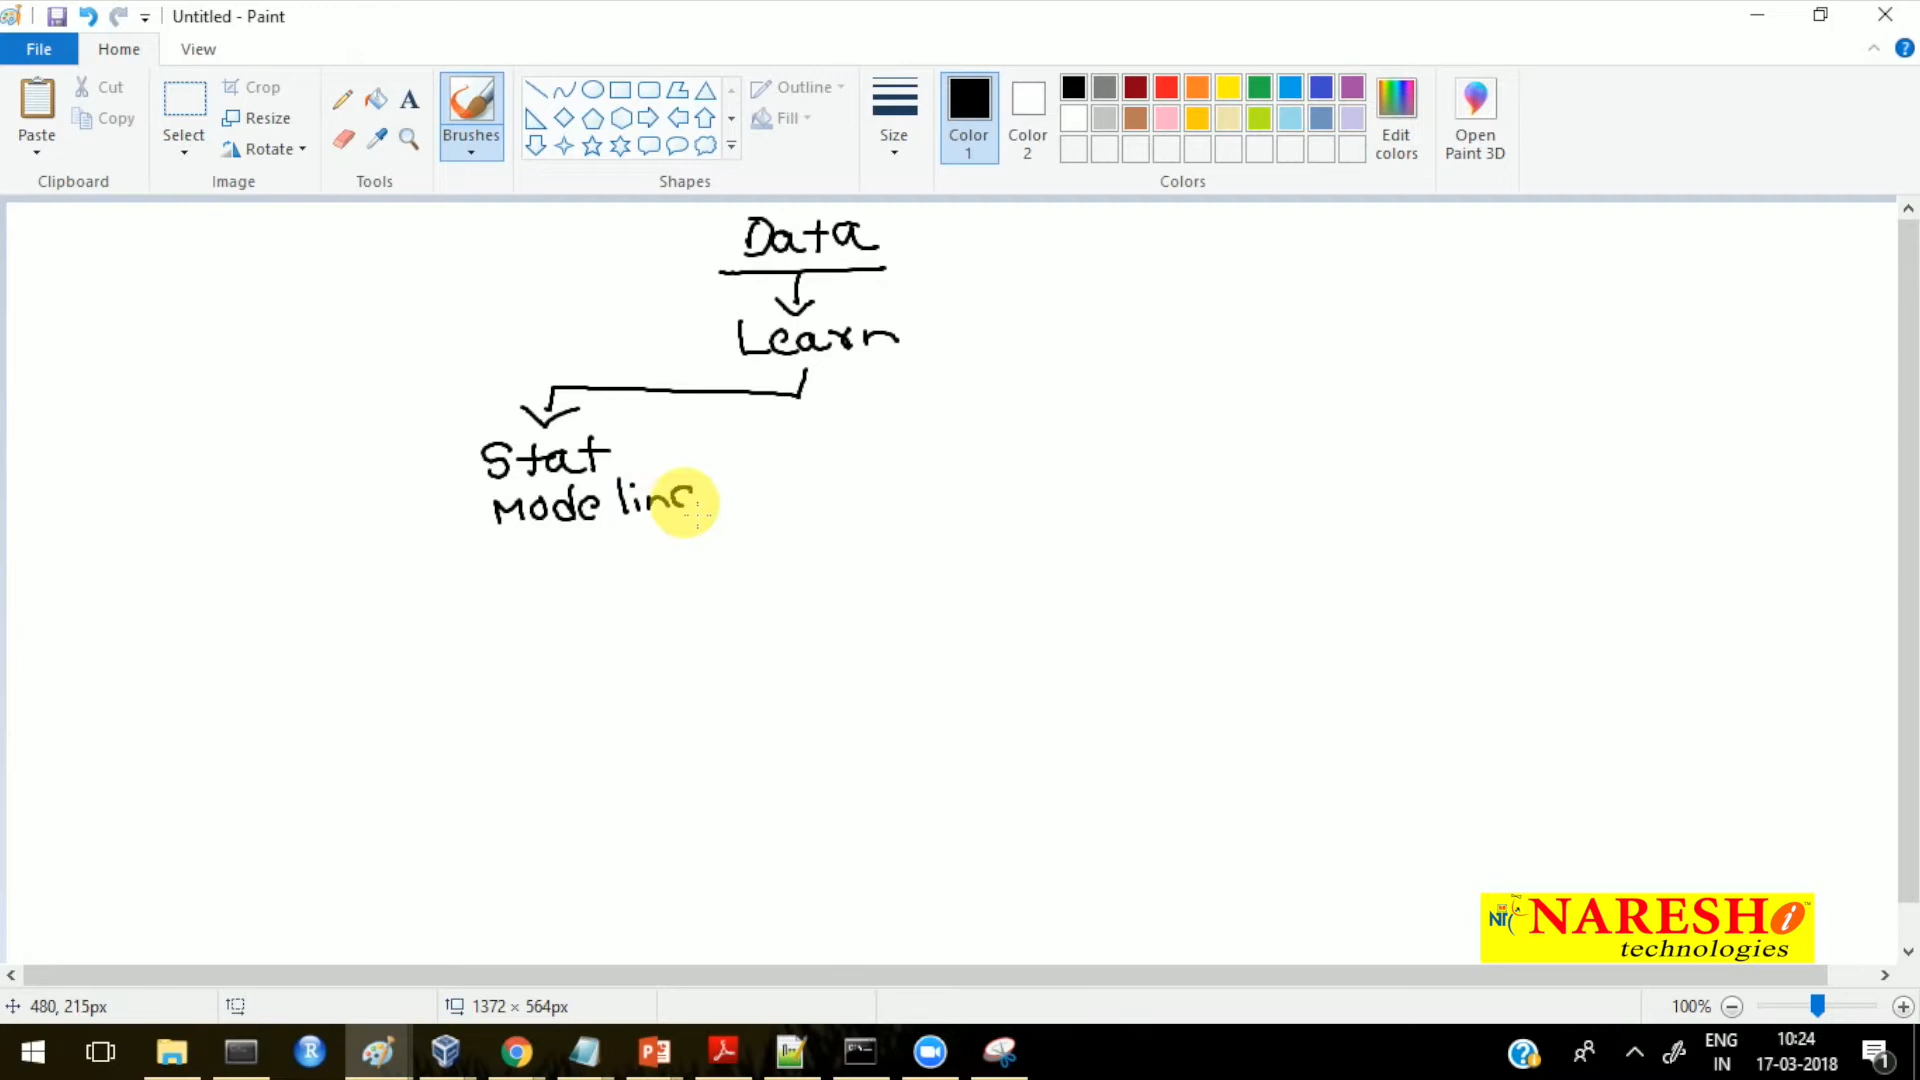 Untitled - Paint
File Home View
Paste
Cut
Copy
Clipboard
Select
Crop
Resize
Rotate
Image
Tools
Brushes
Shapes
Outline
Fill
Size
Color 1
Color 2
Edit colors
Open Paint 3D
Colors
Data
Learn
Stat
Mode linc
NARESH i
technologies
480, 215px
1372 × 564px
100%
ENG
IN
10:24
17-03-2018